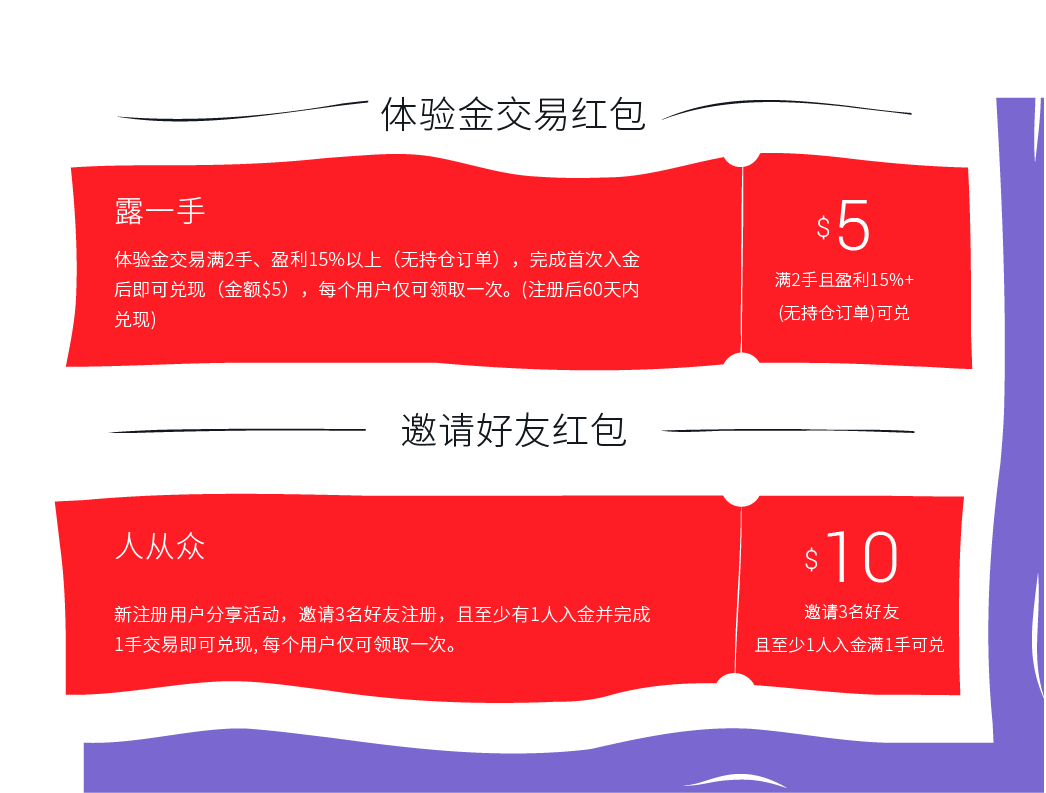 体验金交易红包
露一手
体验金交易满2手、盈利15%以上（无持仓订单），完成首次入金
后即可兑现（金额$5），每个用户仅可领取一次。(注册后60天内
兑现)
$5
满2手且盈利15%+
(无持仓订单)可兑
邀请好友红包
人从众
新注册用户分享活动，邀请3名好友注册，且至少有1人入金并完成
1手交易即可兑现, 每个用户仅可领取一次。
$10
邀请3名好友
且至少1人入金满1手可兑